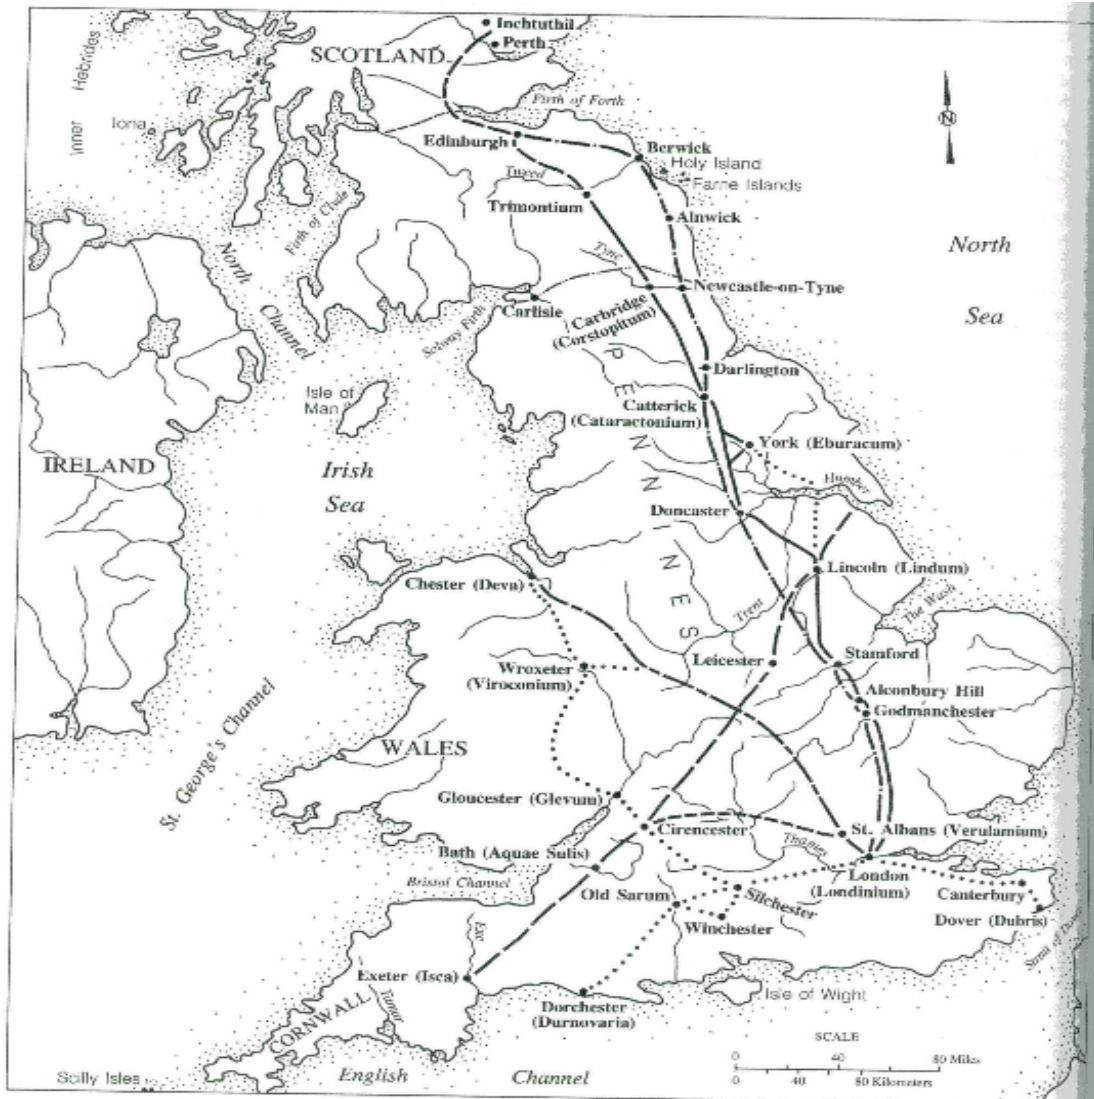 Inchtuthil
Perth
SCOTLAND
Inner Hebrides
Iona
Firth of Forth
Edinburgh
Berwick
Holy Island
Farne Islands
Tweed
Trimontium
Alnwick
Firth of Clyde
North Channel
North
Sea
N
Tyne
Newcastle-on-Tyne
Carlisle
Carbridge
(Corstopitum)
Solway Firth
Darlington
PENNINES
Isle of
Man
Catterick
(Cataractonium)
York (Eburacum)
IRELAND
Irish
Sea
Humber
Doncaster
Chester (Deva)
Lincoln (Lindum)
Trent
The Wash
Wroxeter
(Viroconium)
Leicester
Stamford
Alconbury Hill
Godmanchester
St. George's Channel
WALES
Gloucester (Glevum)
Cirencester
St. Albans (Verulamium)
Thames
Bath (Aquae Sulis)
Bristol Channel
London
(Londinium)
Canterbury
Dover (Dubris)
Old Sarum
Silchester
Winchester
Exe
Exeter (Isca)
Tamar
CORNWALL
Dorchester
(Durnovaria)
Isle of Wight
SCALE
0 40 80 Miles
0 40 80 Kilometers
Scilly Isles
English Channel